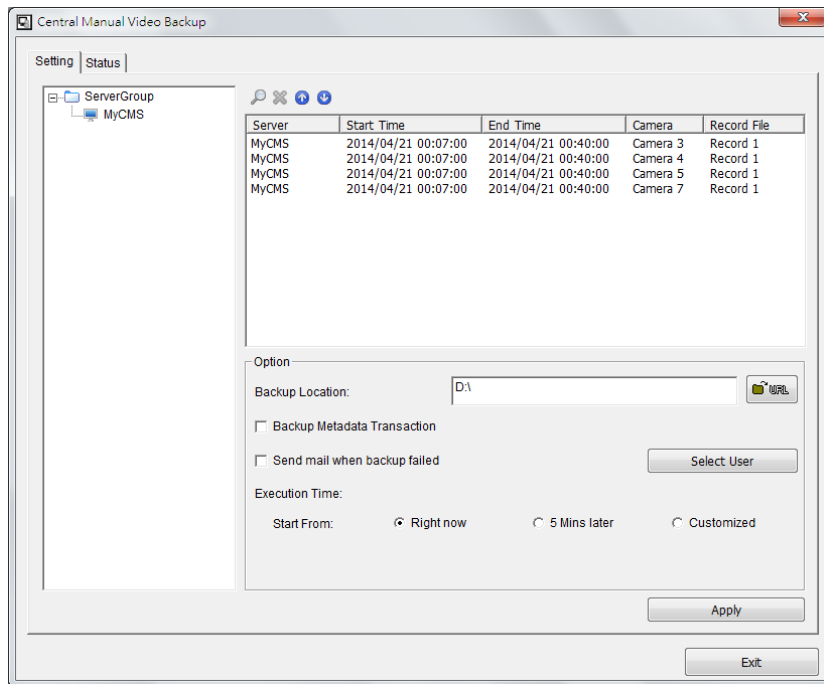 Central Manual Video Backup
Setting Status
ServerGroup
MyCMS
Server Start Time End Time Camera Record File
MyCMS 2014/04/21 00:07:00 2014/04/21 00:40:00 Camera 3 Record 1
MyCMS 2014/04/21 00:07:00 2014/04/21 00:40:00 Camera 4 Record 1
MyCMS 2014/04/21 00:07:00 2014/04/21 00:40:00 Camera 5 Record 1
MyCMS 2014/04/21 00:07:00 2014/04/21 00:40:00 Camera 7 Record 1
Option
Backup Location: D:\ URL
Backup Metadata Transaction
Send mail when backup failed Select User
Execution Time:
Start From: Right now 5 Mins later Customized
Apply
Exit